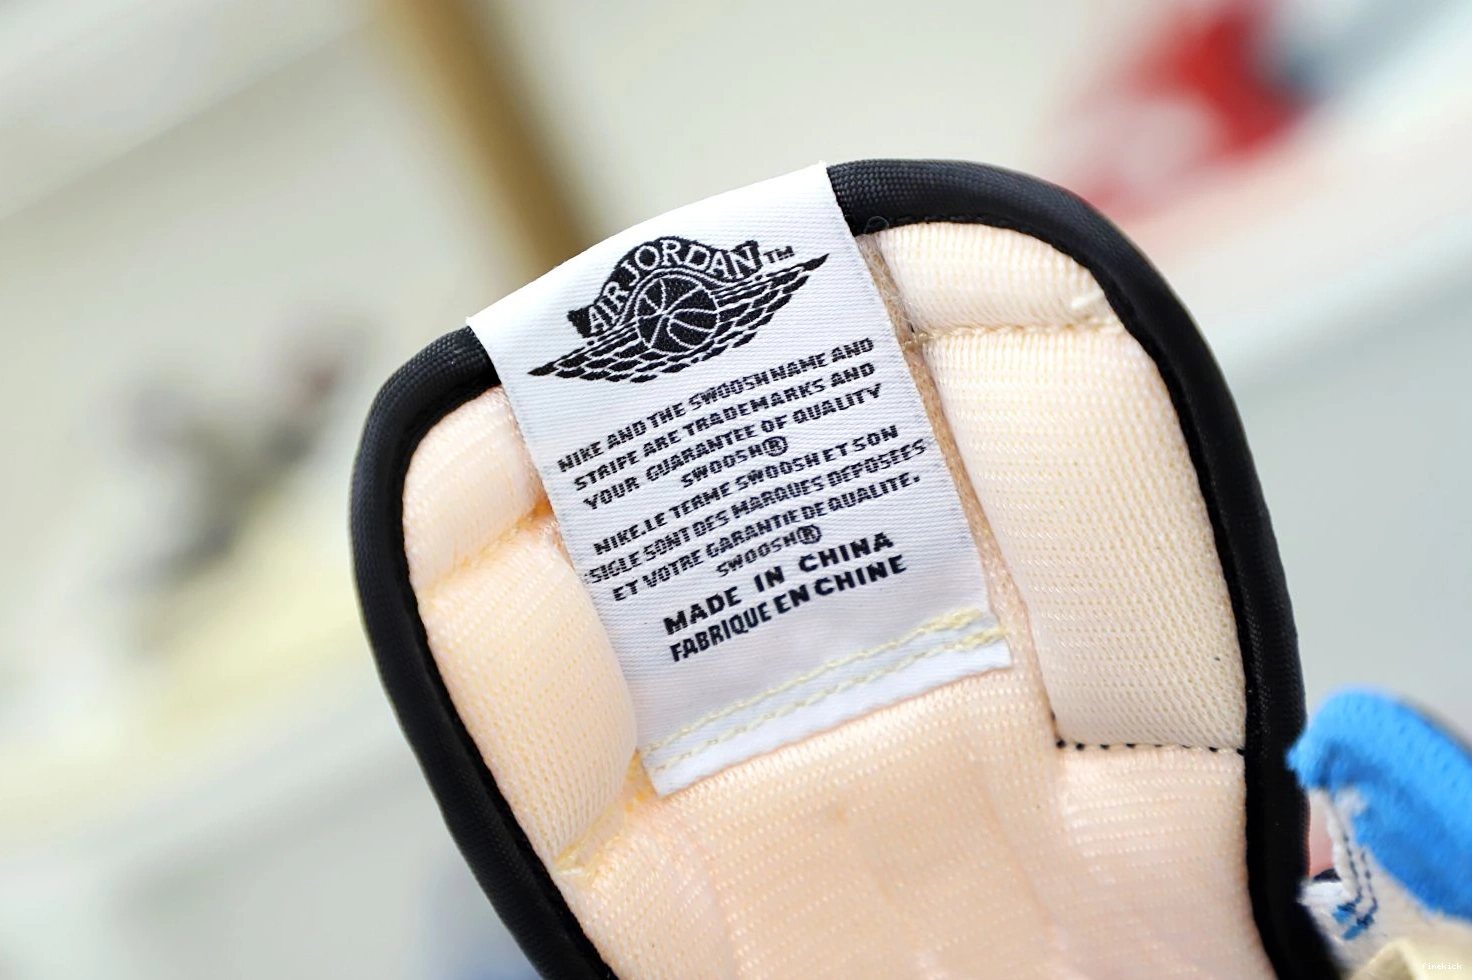 AIR JORDAN™
NIKE AND THE SWOOSH NAME AND
STRIPE ARE TRADEMARKS AND
YOUR GUARANTEE OF QUALITY
SWOOSH®
NIKE.LE TERME SWOOSH ET SON
SIGLE SONT DES MARQUES DEPOSEES
ET VOTRE GARANTIE DE QUALITE.
SWOOSH®
MADE IN CHINA
FABRIQUE EN CHINE